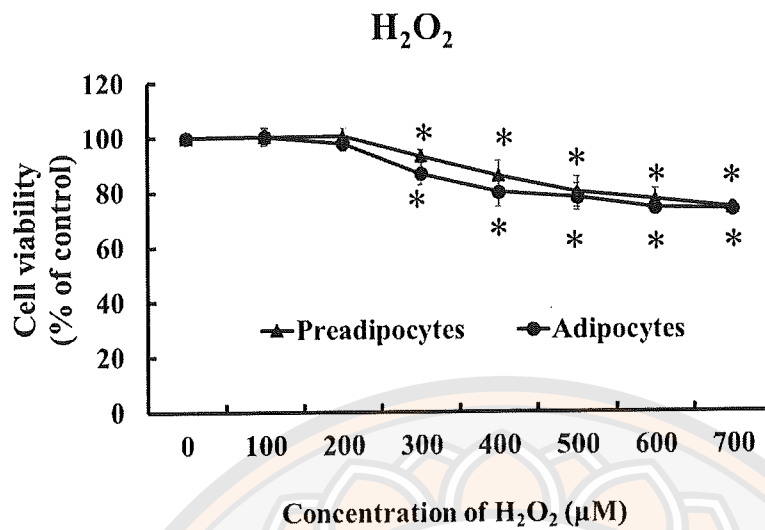 H₂O₂
120
100
80
60
40
20
0
Cell viability
(% of control)
* * * * *
* * * * *
Preadipocytes Adipocytes
0 100 200 300 400 500 600 700
Concentration of H₂O₂ (µM)